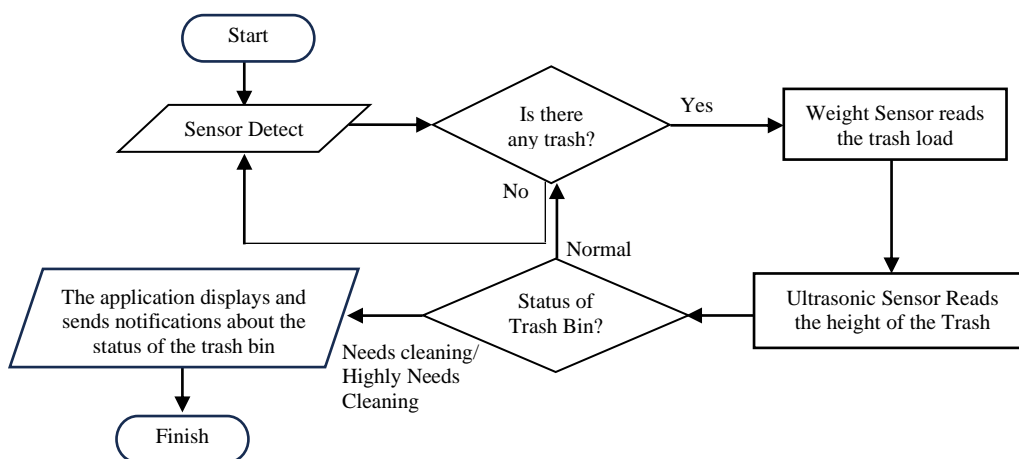 Start
Sensor Detect
Is there
any trash?
Yes
Weight Sensor reads
the trash load
No
Normal
Ultrasonic Sensor Reads
the height of the Trash
Status of
Trash Bin?
Needs cleaning/
Highly Needs
Cleaning
The application displays and
sends notifications about the
status of the trash bin
Finish